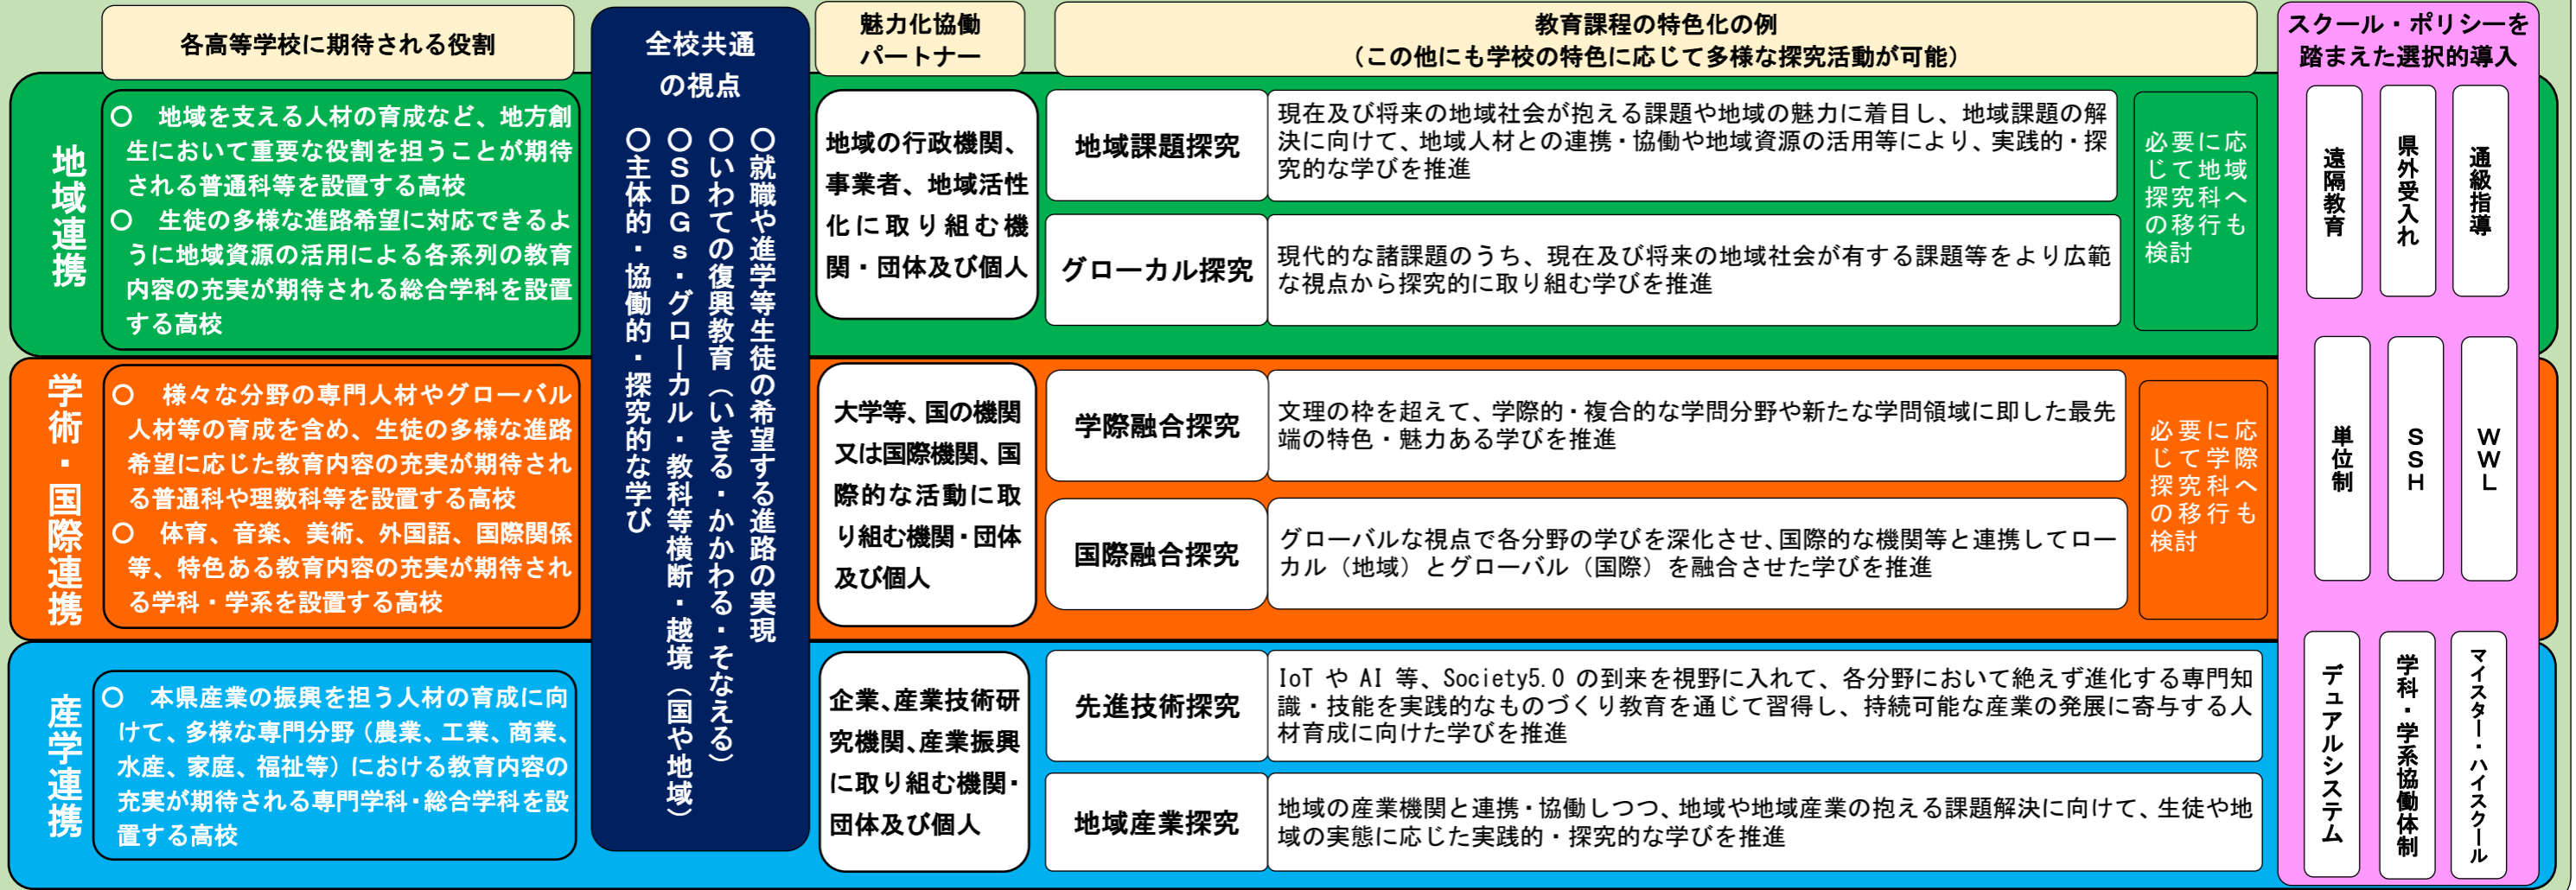 各高等学校に期待される役割
全校共通
の視点
魅力化協働
パートナー
教育課程の特色化の例
（この他にも学校の特色に応じて多様な探究活動が可能）
スクール・ポリシーを
踏まえた選択的導入
地域連携
〇　地域を支える人材の育成など、地方創
生において重要な役割を担うことが期待
される普通科等を設置する高校
〇　生徒の多様な進路希望に対応できるよ
うに地域資源の活用による各系列の教育
内容の充実が期待される総合学科を設置
する高校
〇就職や進学等生徒の希望する進路の実現
〇いわての復興教育（いきる・かかわる・そなえる）
〇ＳＤＧｓ・グローカル・教科等横断・越境（国や地域）
〇主体的・協働的・探究的な学び
地域の行政機関、
事業者、地域活性
化に取り組む機
関・団体及び個人
地域課題探究
現在及び将来の地域社会が抱える課題や地域の魅力に着目し、地域課題の解
決に向けて、地域人材との連携・協働や地域資源の活用等により、実践的・探
究的な学びを推進
グローカル探究
現代的な諸課題のうち、現在及び将来の地域社会が有する課題等をより広範
な視点から探究的に取り組む学びを推進
必要に応
じて地域
探究科へ
の移行も
検討
遠隔教育
県外受入れ
通級指導
学術・国際連携
〇　様々な分野の専門人材やグローバル
人材等の育成を含め、生徒の多様な進路
希望に応じた教育内容の充実が期待され
る普通科や理数科等を設置する高校
〇　体育、音楽、美術、外国語、国際関係
等、特色ある教育内容の充実が期待され
る学科・学系を設置する高校
大学等、国の機関
又は国際機関、国
際的な活動に取
り組む機関・団体
及び個人
学際融合探究
文理の枠を超えて、学際的・複合的な学問分野や新たな学問領域に即した最先
端の特色・魅力ある学びを推進
国際融合探究
グローバルな視点で各分野の学びを深化させ、国際的な機関等と連携してロー
カル（地域）とグローバル（国際）を融合させた学びを推進
必要に応
じて学際
探究科へ
の移行も
検討
単位制
ＳＳＨ
ＷＷＬ
産学連携
〇　本県産業の振興を担う人材の育成に向
けて、多様な専門分野（農業、工業、商業、
水産、家庭、福祉等）における教育内容の
充実が期待される専門学科・総合学科を設
置する高校
企業、産業技術研
究機関、産業振興
に取り組む機関・
団体及び個人
先進技術探究
IoT や AI 等、Society5.0 の到来を視野に入れて、各分野において絶えず進化する専門知
識・技能を実践的なものづくり教育を通じて習得し、持続可能な産業の発展に寄与する人
材育成に向けた学びを推進
地域産業探究
地域の産業機関と連携・協働しつつ、地域や地域産業の抱える課題解決に向けて、生徒や地
域の実態に応じた実践的・探究的な学びを推進
デュアルシステム
学科・学系協働体制
マイスター・ハイスクール